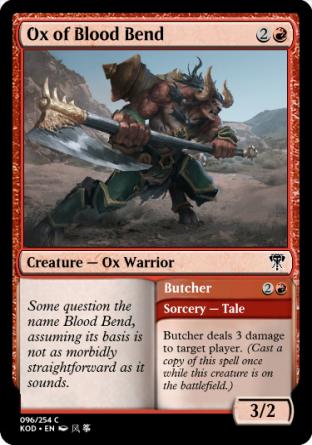 Ox of Blood Bend 2
Creature — Ox Warrior
Some question the
name Blood Bend,
assuming its basis is
not as morbidly
straightforward as it
sounds.
Butcher 2
Sorcery — Tale
Butcher deals 3 damage
to target player. (Cast a
copy of this spell once
while this creature is on
the battlefield.)
3/2
096/254 C
KOD • EN